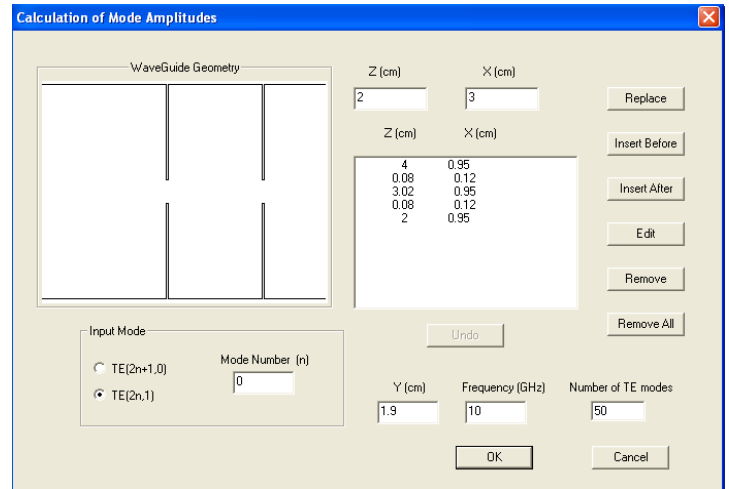 Calculation of Mode Amplitudes
WaveGuide Geometry
Z (cm) X (cm)
2 3
Replace
Z (cm) X (cm)
Insert Before
4 0.95
0.08 0.12
3.02 0.95
0.08 0.12
2 0.95
Insert After
Edit
Remove
Remove All
Undo
Input Mode
TE(2n+1,0)
TE(2n,1)
Mode Number (n)
0
Y (cm) Frequency (GHz) Number of TE modes
1.9 10 50
OK Cancel